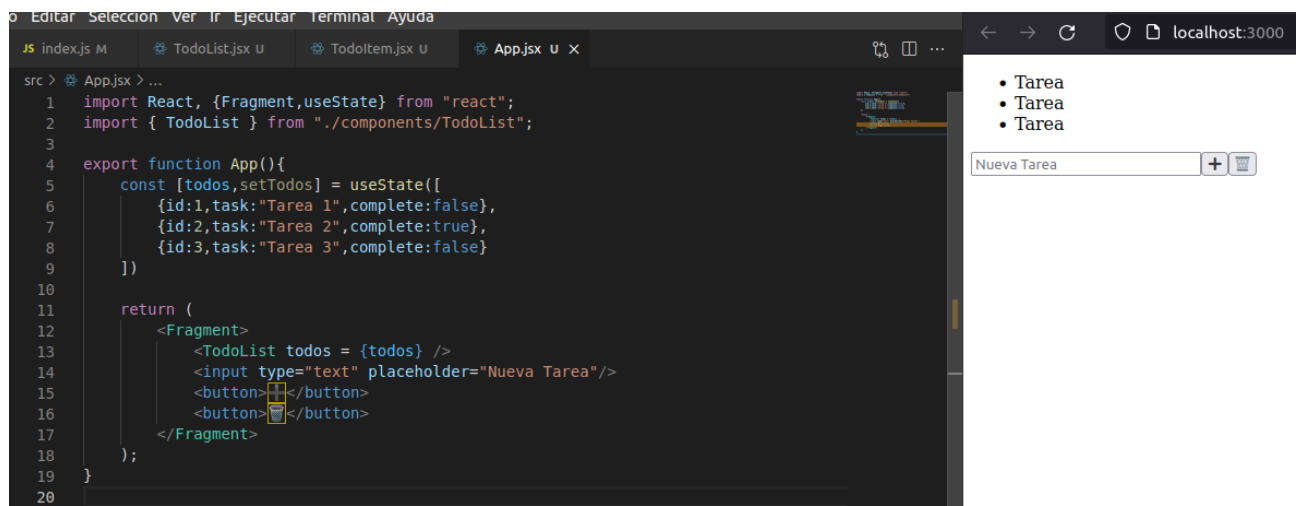 o Editar Selección Ver Ir Ejecutar Terminal Ayuda
JS index.js M TodoList.jsx U TodoItem.jsx U App.jsx U ×
src > App.jsx > ...
1 import React, {Fragment,useState} from "react";
2 import { TodoList } from "./components/TodoList";
3
4 export function App(){
5 const [todos,setTodos] = useState([
6 {id:1,task:"Tarea 1",complete:false},
7 {id:2,task:"Tarea 2",complete:true},
8 {id:3,task:"Tarea 3",complete:false}
9 ])
10
11 return (
12 <Fragment>
13 <TodoList todos = {todos} />
14 <input type="text" placeholder="Nueva Tarea"/>
15 <button>➕</button>
16 <button>🗑</button>
17 </Fragment>
18 );
19 }
20
localhost:3000
• Tarea
• Tarea
• Tarea
Nueva Tarea ➕ 🗑